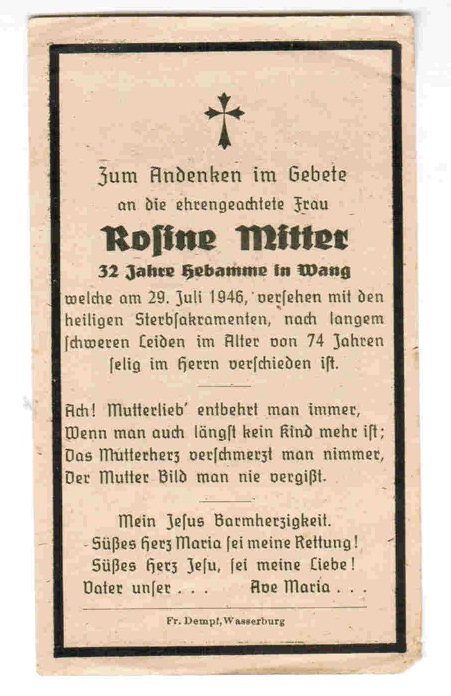 Zum Andenken im Gebete
an die ehrengeachtete Frau
Rosine Mitter
32 Jahre Hebamme in Wang
welche am 29. Juli 1946, versehen mit den
heiligen Sterbsakramenten, nach langem
schweren Leiden im Alter von 74 Jahren
selig im Herrn verschieden ist.
Ach! Mutterlieb' entbehrt man immer,
Wenn man auch längst kein Kind mehr ist;
Das Mutterherz verschmerzt man nimmer,
Der Mutter Bild man nie vergißt.
Mein Jesus Barmherzigkeit.
Süßes Herz Maria sei meine Rettung!
Süßes Herz Jesu, sei meine Liebe!
Vater unser . . . Ave Maria . . .
Fr. Dempf, Wasserburg